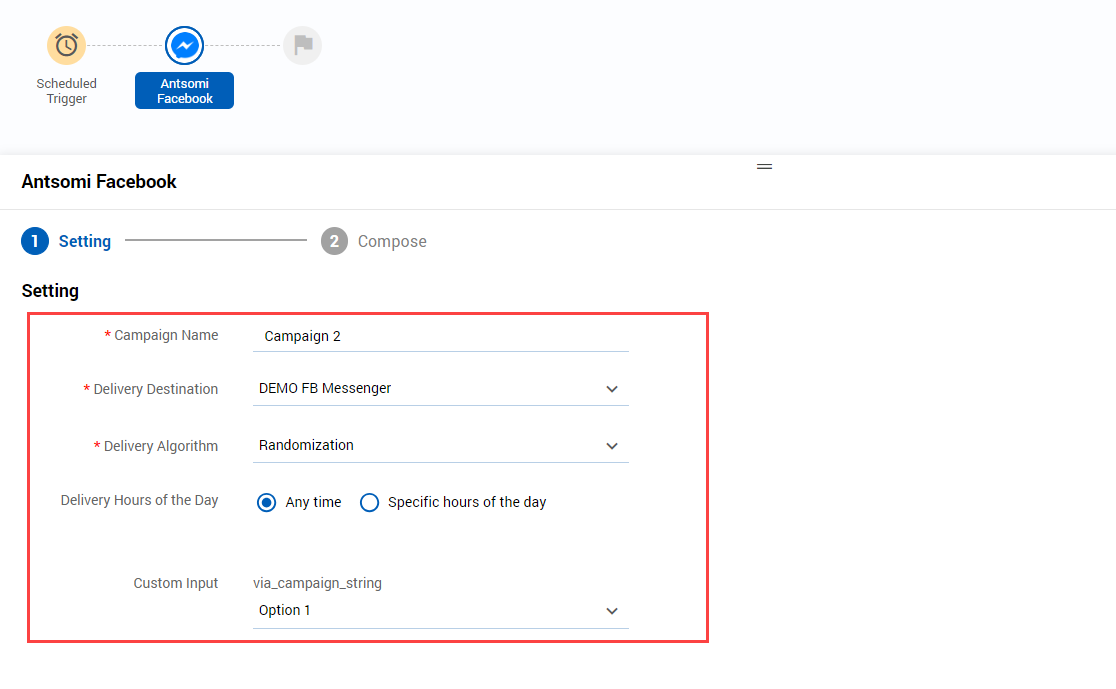 Scheduled
Trigger
Antsomi
Facebook
Antsomi Facebook
1 Setting
2 Compose
Setting
* Campaign Name Campaign 2
* Delivery Destination DEMO FB Messenger
* Delivery Algorithm Randomization
Delivery Hours of the Day Any time Specific hours of the day
Custom Input via_campaign_string
Option 1